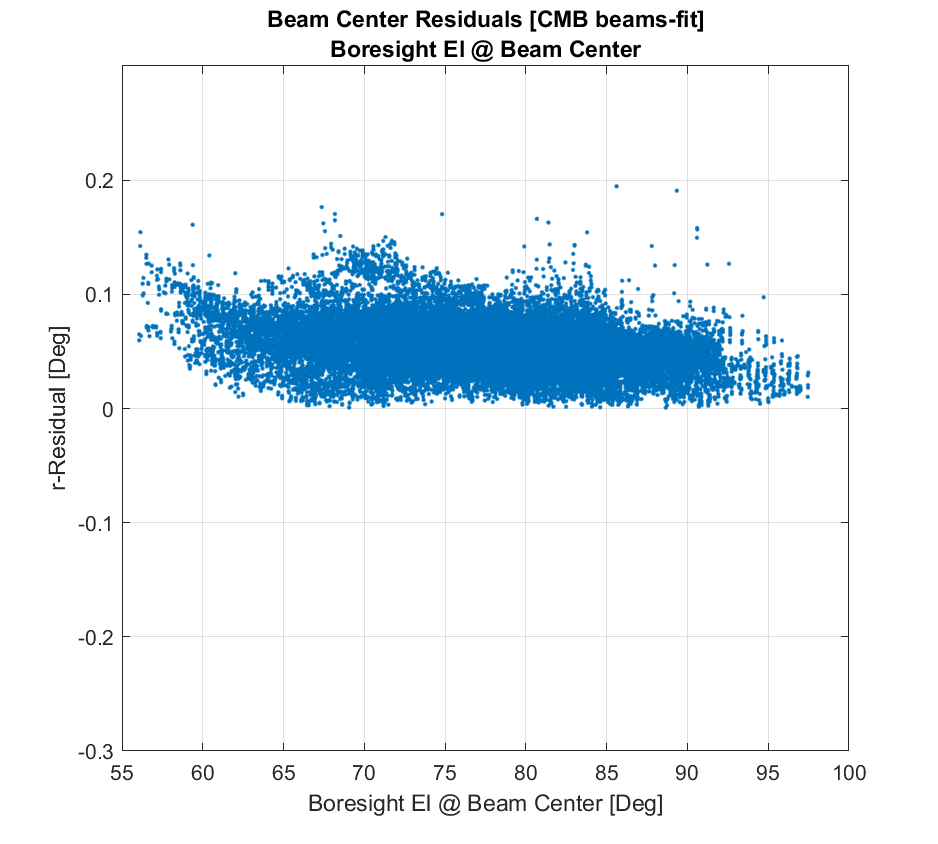 Beam Center Residuals [CMB beams-fit]
Boresight El @ Beam Center
0.2
0.1
0
-0.1
-0.2
-0.3
r-Residual [Deg]
55 60 65 70 75 80 85 90 95 100
Boresight El @ Beam Center [Deg]